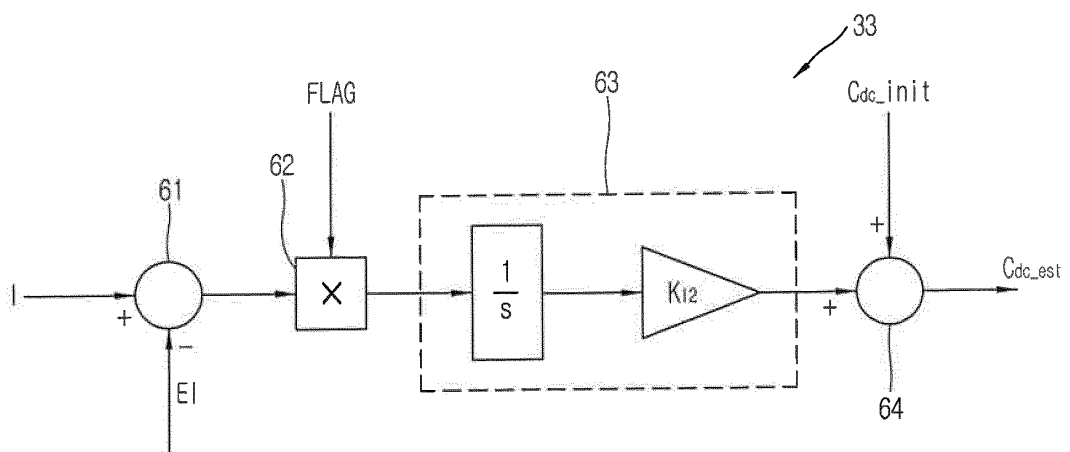 33
63
FLAG
Cdc_init
62
61
+
1
s
KI2
×
Cdc_est
I
+
+
−
EI
64